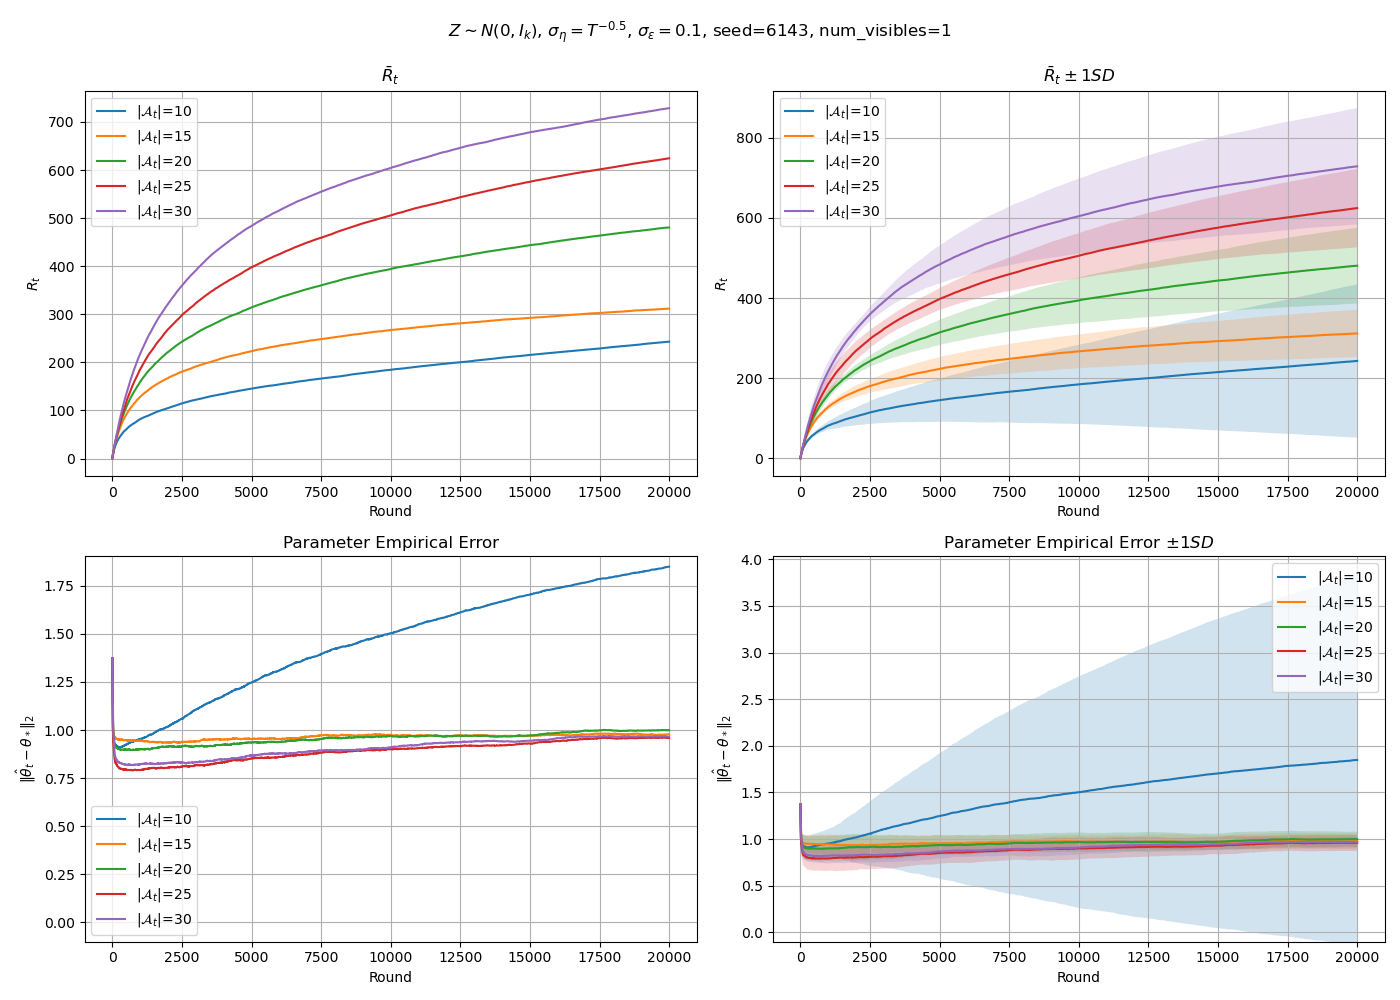 Z ∼ N(0, I_k), σ_η = T^{−0.5}, σ_ε = 0.1, seed=6143, num_visibles=1
R̄_t
R_t
700
600
500
400
300
200
100
0
|𝒜_t|=10
|𝒜_t|=15
|𝒜_t|=20
|𝒜_t|=25
|𝒜_t|=30
0 2500 5000 7500 10000 12500 15000 17500 20000
Round
R̄_t ± 1SD
R_t
800
600
400
200
0
|𝒜_t|=10
|𝒜_t|=15
|𝒜_t|=20
|𝒜_t|=25
|𝒜_t|=30
0 2500 5000 7500 10000 12500 15000 17500 20000
Round
Parameter Empirical Error
‖θ̂_t − θ_*‖_2
1.75
1.50
1.25
1.00
0.75
0.50
0.25
0.00
|𝒜_t|=10
|𝒜_t|=15
|𝒜_t|=20
|𝒜_t|=25
|𝒜_t|=30
0 2500 5000 7500 10000 12500 15000 17500 20000
Round
Parameter Empirical Error ±1SD
‖θ̂_t − θ_*‖_2
4.0
3.5
3.0
2.5
2.0
1.5
1.0
0.5
0.0
|𝒜_t|=10
|𝒜_t|=15
|𝒜_t|=20
|𝒜_t|=25
|𝒜_t|=30
0 2500 5000 7500 10000 12500 15000 17500 20000
Round